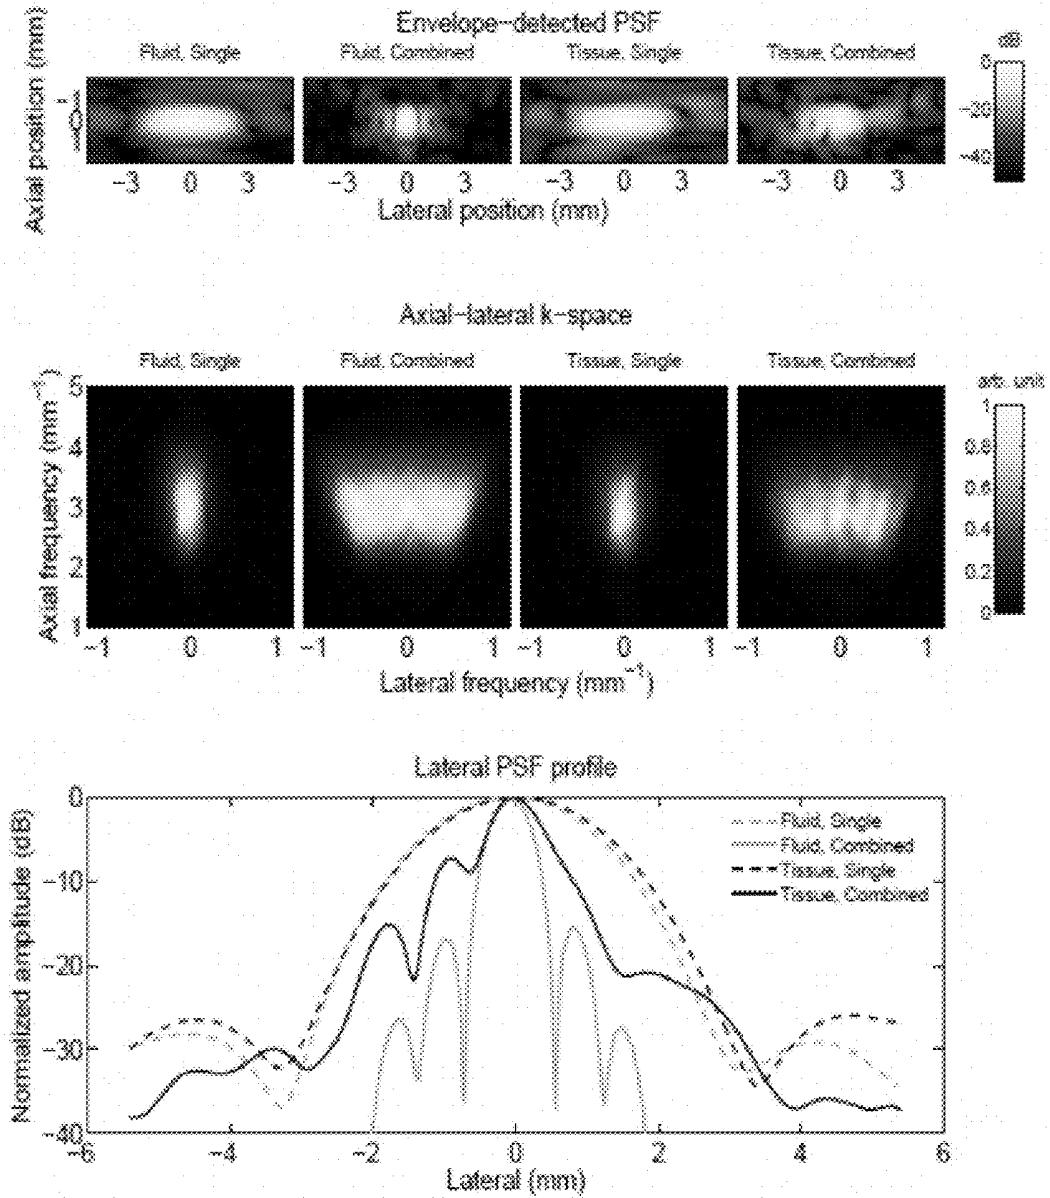 Envelope-detected PSF
Fluid, Single
Fluid, Combined
Tissue, Single
Tissue, Combined
dB
0
-20
-40
Axial position (mm)
-1
0
1
-3 0 3
-3 0 3
-3 0 3
-3 0 3
Lateral position (mm)
Axial-lateral k-space
Fluid, Single
Fluid, Combined
Tissue, Single
Tissue, Combined
arb. unit
1
0.8
0.6
0.4
0.2
0
Axial frequency (mm⁻¹)
5
4
3
2
1
-1 0 1
-1 0 1
-1 0 1
-1 0 1
Lateral frequency (mm⁻¹)
Lateral PSF profile
Normalized amplitude (dB)
0
-10
-20
-30
-40
Fluid, Single
Fluid, Combined
Tissue, Single
Tissue, Combined
-6 -4 -2 0 2 4 6
Lateral (mm)